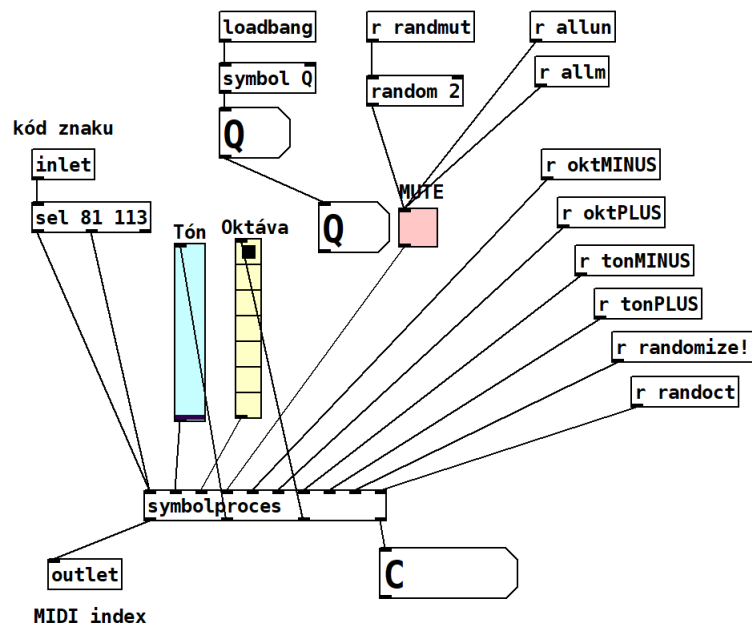 loadbang
r randmut
r allun
symbol Q
random 2
r allm
Q
kód znaku
inlet
r oktMINUS
MUTE
sel 81 113
Tón
Oktáva
Q
r oktPLUS
r tonMINUS
r tonPLUS
r randomize!
r randoct
symbolproces
outlet
C
MIDI index